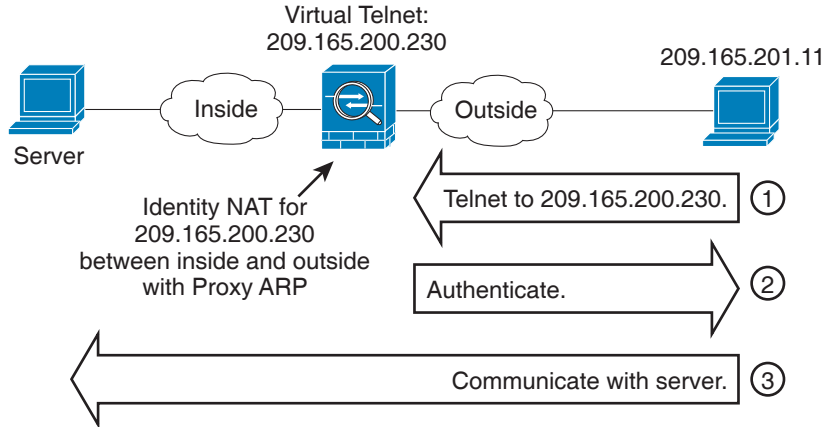 Virtual Telnet:
209.165.200.230
209.165.201.11
Inside
Outside
Server
Identity NAT for
209.165.200.230
between inside and outside
with Proxy ARP
Telnet to 209.165.200.230.
1
Authenticate.
2
Communicate with server.
3